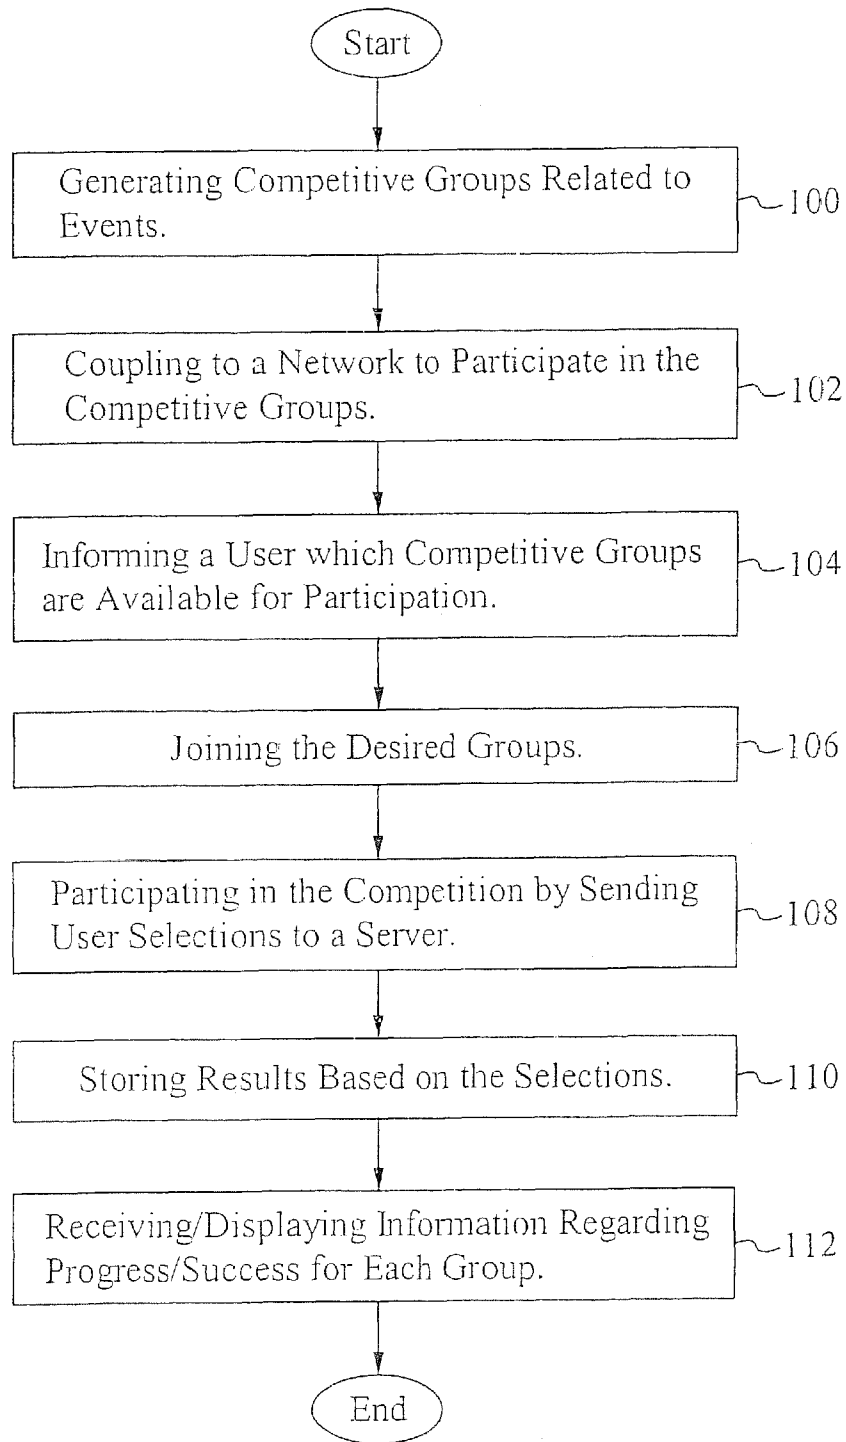 Start
Generating Competitive Groups Related to
Events.
100
Coupling to a Network to Participate in the
Competitive Groups.
102
Informing a User which Competitive Groups
are Available for Participation.
104
Joining the Desired Groups.
106
Participating in the Competition by Sending
User Selections to a Server.
108
Storing Results Based on the Selections.
110
Receiving/Displaying Information Regarding
Progress/Success for Each Group.
112
End